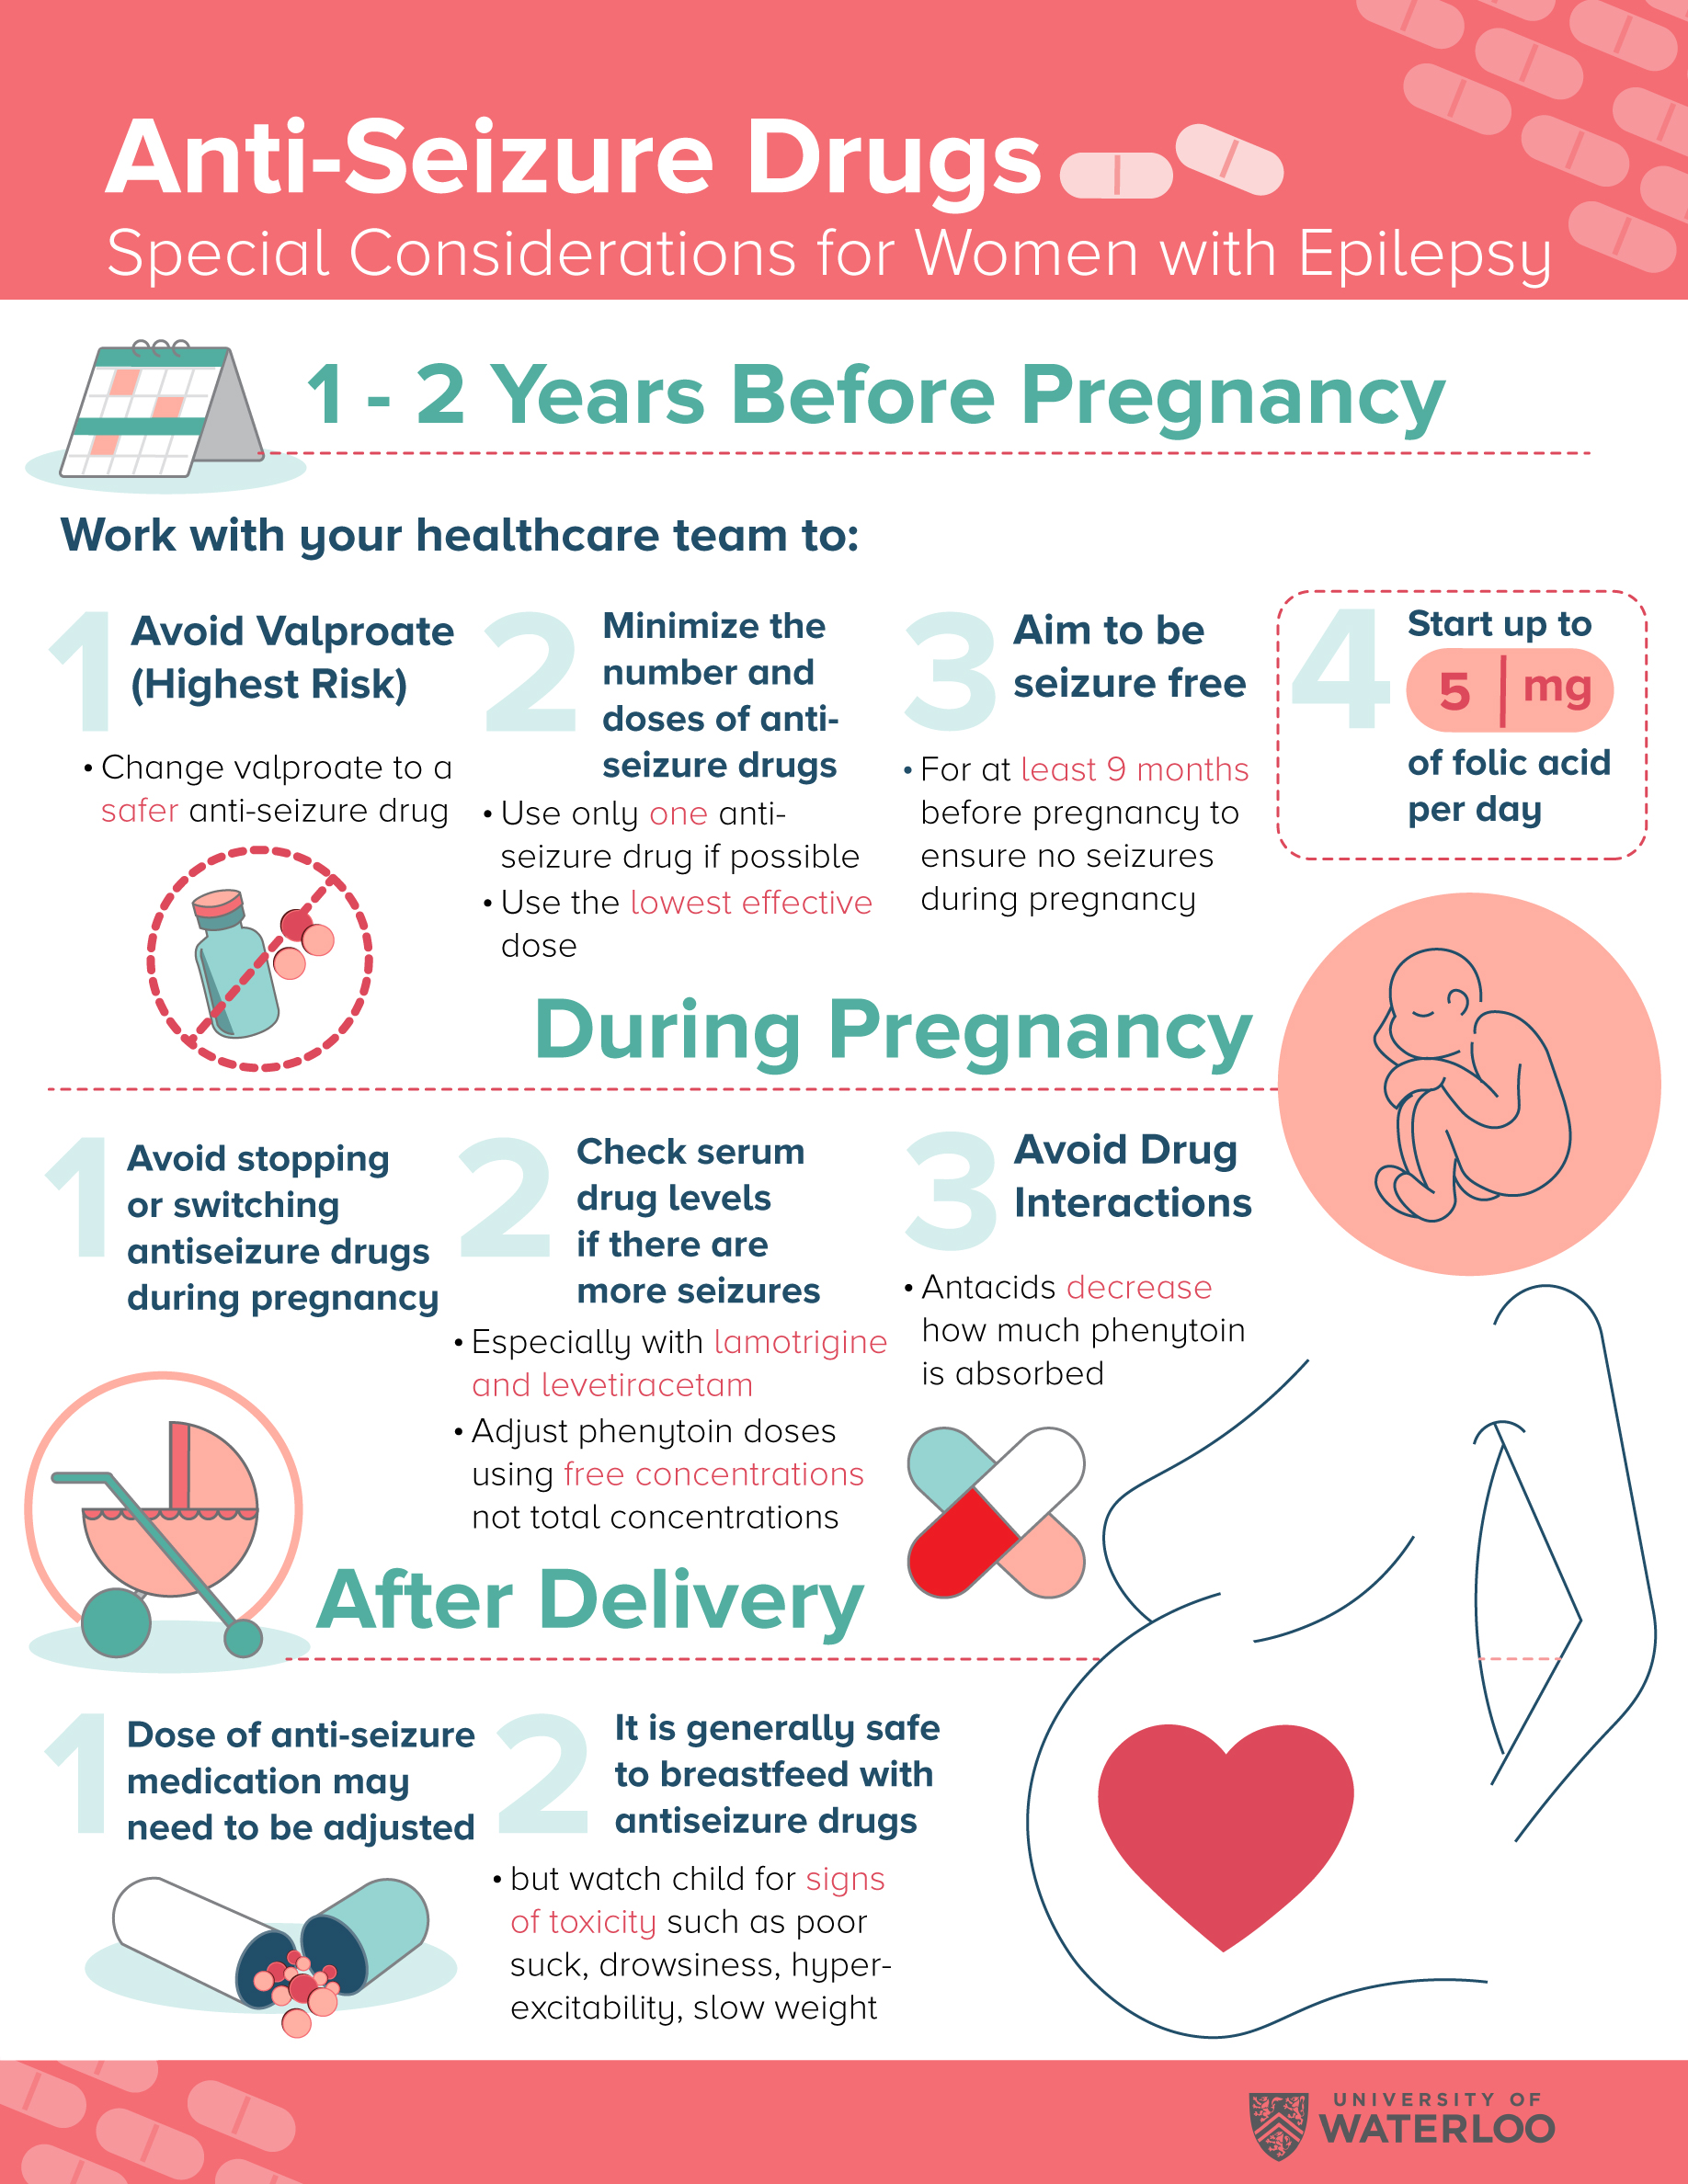 Anti-Seizure Drugs
Special Considerations for Women with Epilepsy
1 - 2 Years Before Pregnancy
Work with your healthcare team to:
1
Avoid Valproate
(Highest Risk)
• Change valproate to a
safer anti-seizure drug
2
Minimize the
number and
doses of anti-
seizure drugs
• Use only one anti-
seizure drug if possible
• Use the lowest effective
dose
3
Aim to be
seizure free
• For at least 9 months
before pregnancy to
ensure no seizures
during pregnancy
4
Start up to
5 mg
of folic acid
per day
During Pregnancy
1
Avoid stopping
or switching
antiseizure drugs
during pregnancy
2
Check serum
drug levels
if there are
more seizures
• Especially with lamotrigine
and levetiracetam
• Adjust phenytoin doses
using free concentrations
not total concentrations
3
Avoid Drug
Interactions
• Antacids decrease
how much phenytoin
is absorbed
After Delivery
1
Dose of anti-seizure
medication may
need to be adjusted
2
It is generally safe
to breastfeed with
antiseizure drugs
• but watch child for signs
of toxicity such as poor
suck, drowsiness, hyper-
excitability, slow weight
UNIVERSITY OF
WATERLOO